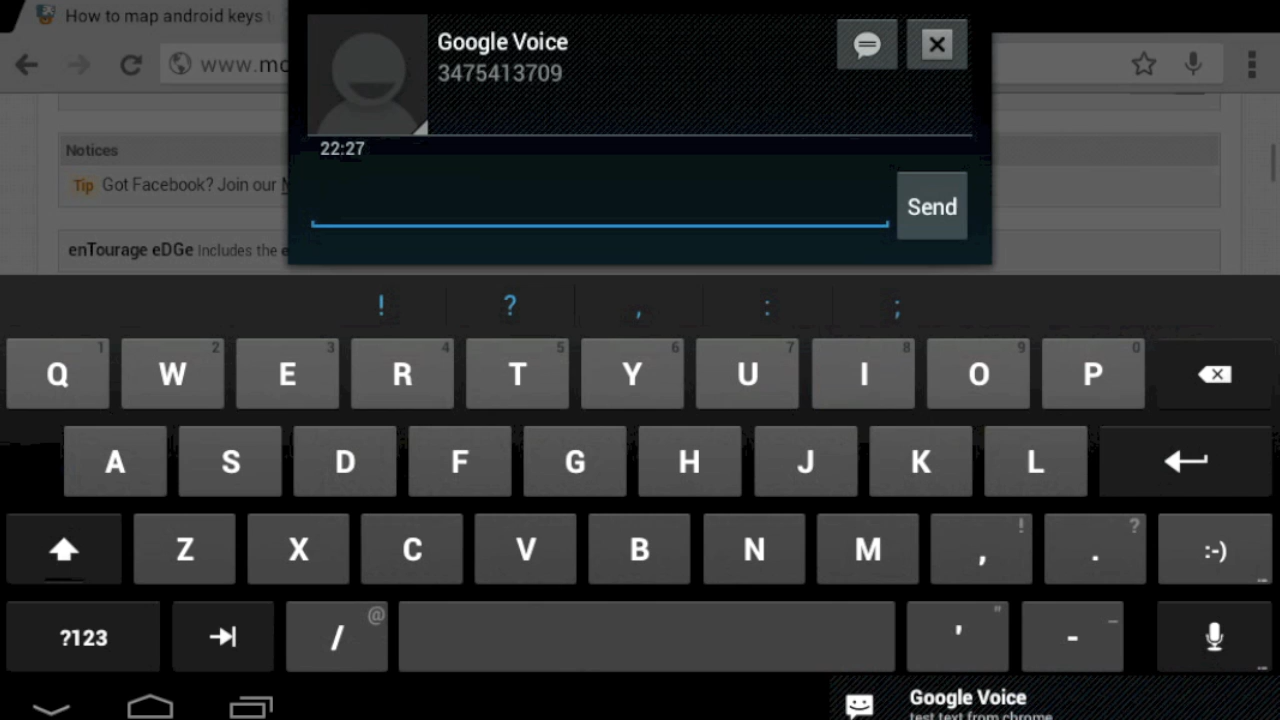 How to map android keys t
www.mo
Google Voice
3475413709
22:27
Send
Notices
Tip Got Facebook? Join our M
enTourage eDGe Includes the e
! ? , : ;
Q 1 W 2 E 3 R 4 T 5 Y 6 U 7 I 8 O 9 P 0
A S D F G H J K L
Z X C V B N M , ! . ? :-) ...
?123 / @ ' " - _ ...
Google Voice
test text from chrome